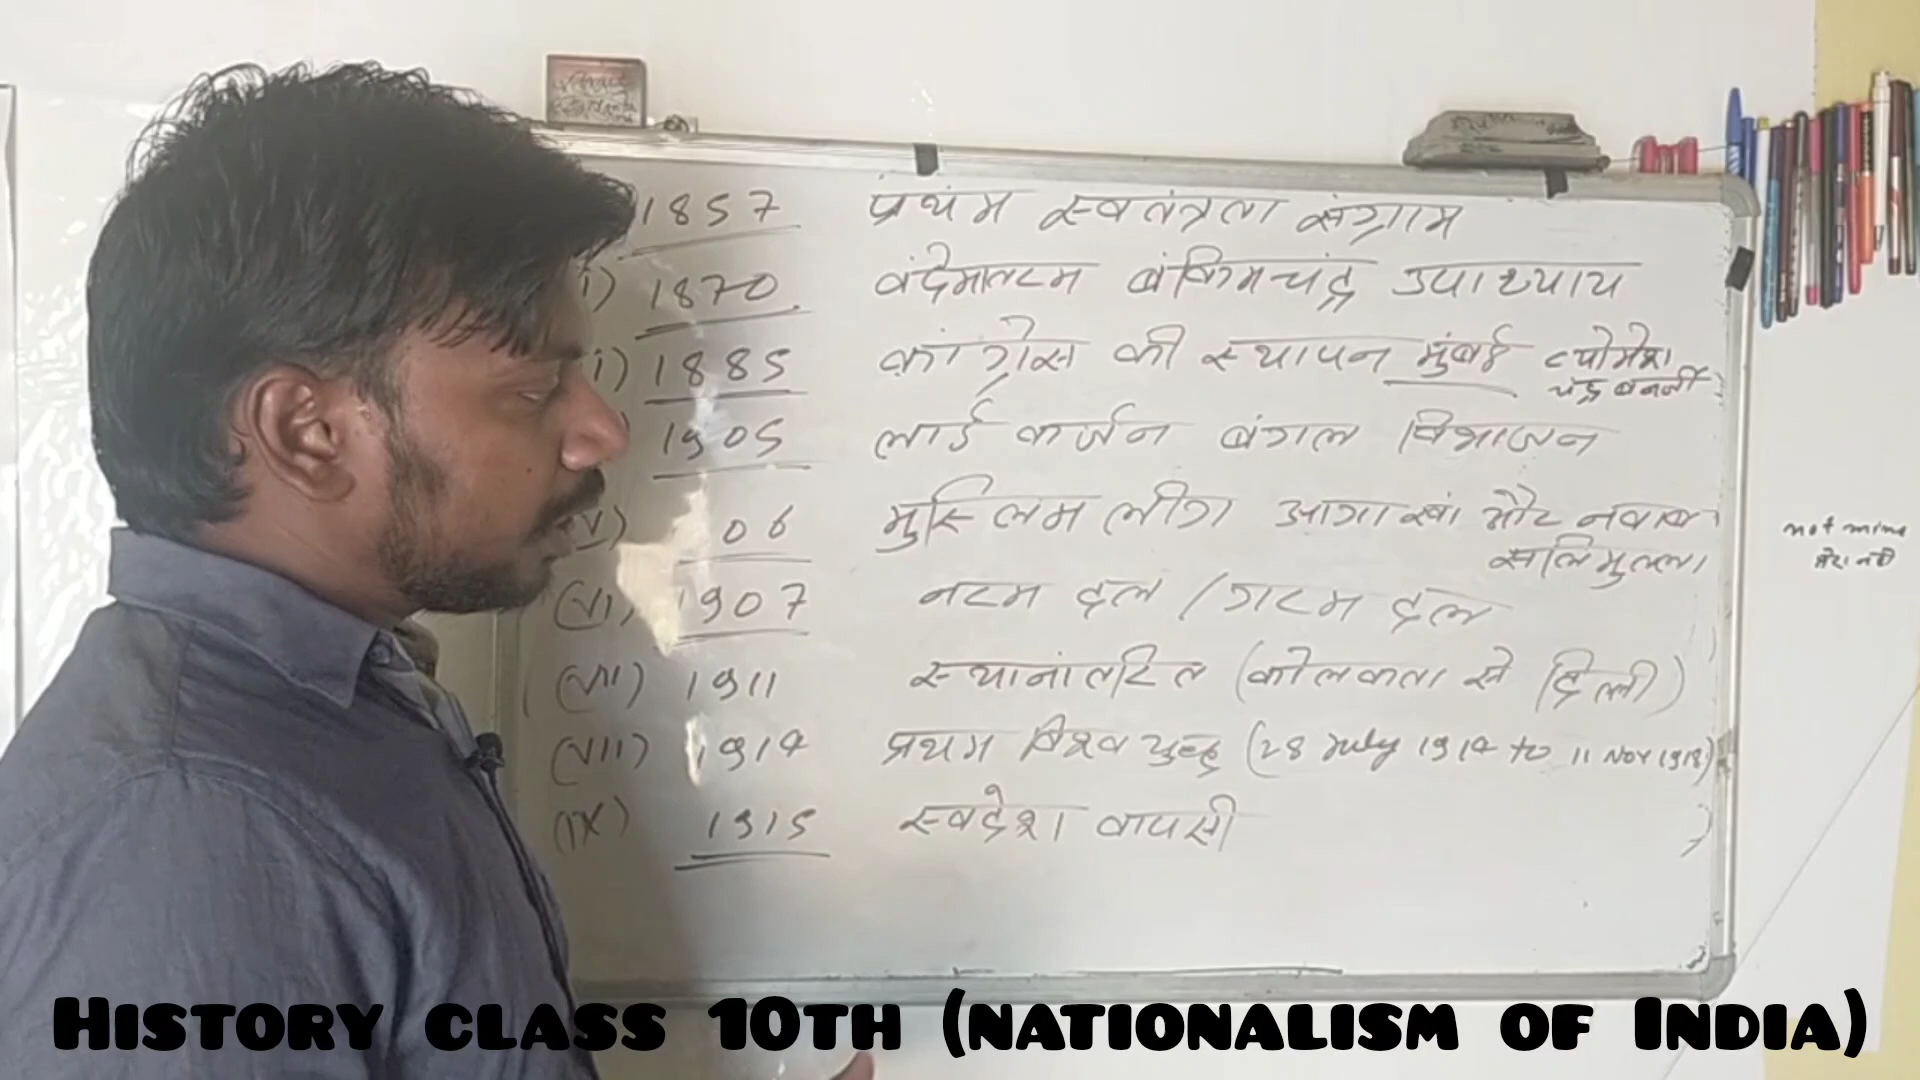 1857 प्रथंम स्वतंत्रता संग्राम
i) 1870 वंदेमातरम बंकिमचंद्र उपाध्याय
i) 1885 कांग्रेस की स्थापन मुंबई व्योमेश
चंद्र बनर्जी
1905 लार्ड कर्जन बंगाल विभाजन
v) 06 मुस्लिम लीग आगा खां और नवाब
सलिमुल्ला
(VI) 1907 नरम दल / गरम दल
(VII) 1911 स्थानांतरित (कोलकता से दिल्ली)
(VIII) 1914 प्रथम विश्व युद्ध (28 July 1914 to 11 Nov 1918)
(IX) 1915 स्वदेश वापसी
not mine
मेरा नही
History class 10th (nationalism of India)